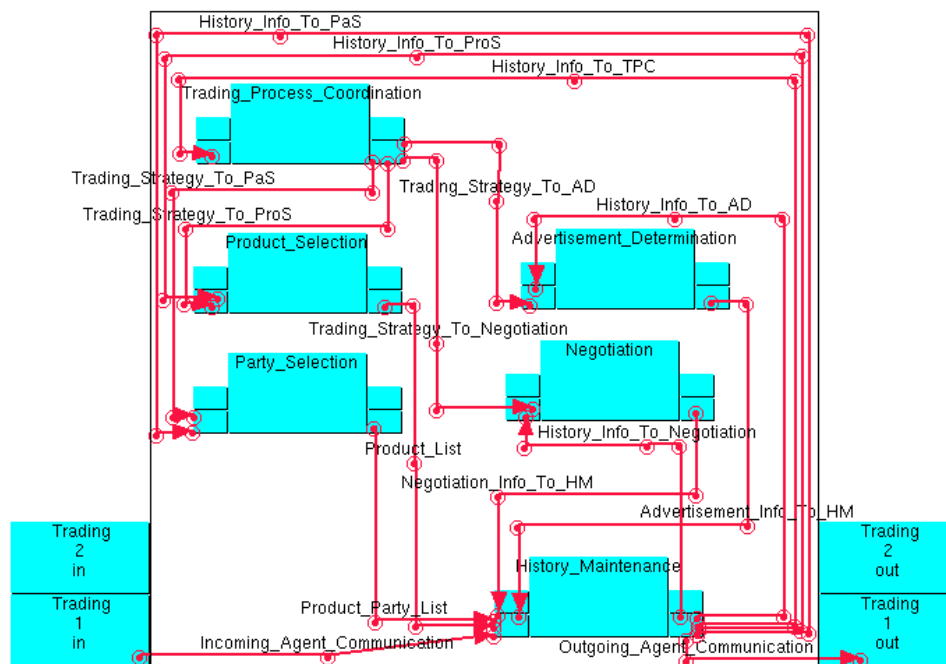 History_Info_To_PaS
History_Info_To_ProS
History_Info_To_TPC
Trading_Process_Coordination
Trading_Strategy_To_PaS
Trading_Strategy_To_AD
Trading_Strategy_To_ProS
History_Info_To_AD
Product_Selection
Advertisement_Determination
Trading_Strategy_To_Negotiation
Party_Selection
Negotiation
History_Info_To_Negotiation
Product_List
Negotiation_Info_To_HM
Advertisement_Info_To_HM
Trading
2
in
Trading
2
out
History_Maintenance
Trading
1
in
Trading
1
out
Product_Party_List
Incoming_Agent_Communication
Outgoing_Agent_Communication